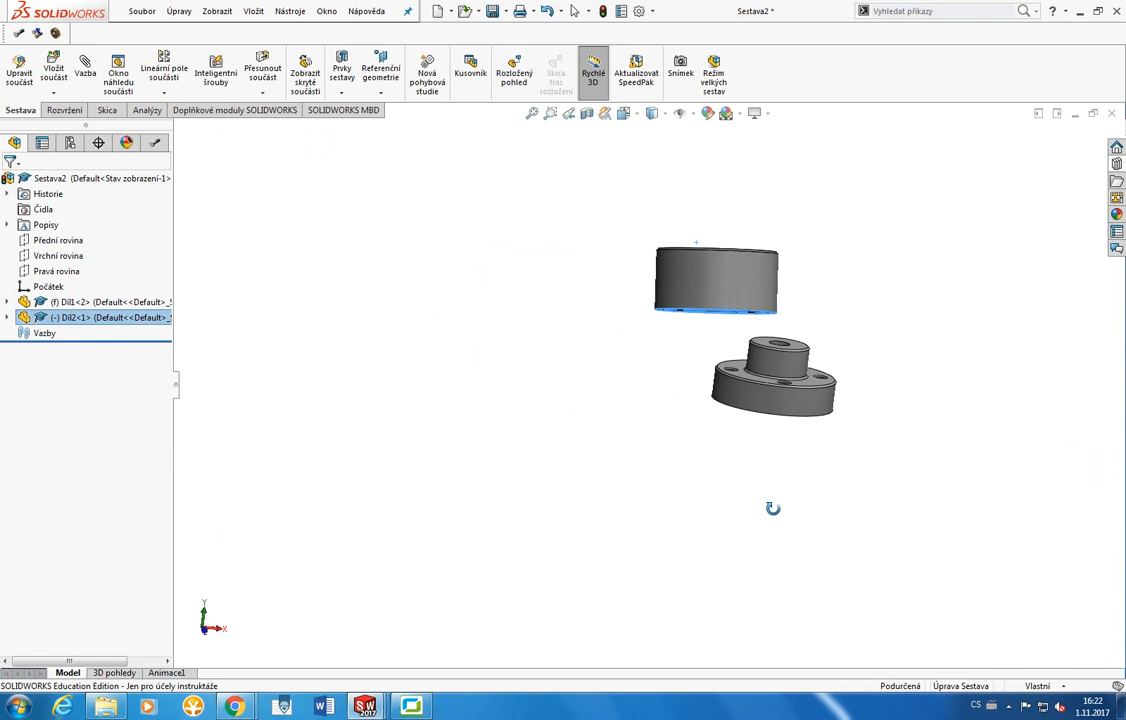 SOLIDWORKS Soubor Úpravy Zobrazit Vložit Nástroje Okno Nápověda Sestava2 * Vyhledat příkazy
Upravit součást
Vložit součást
Vazba
Okno náhledu součásti
Lineární pole součásti
Inteligentní šrouby
Přesunout součást
Zobrazit skryté součásti
Prvky sestavy
Referenční geometrie
Nová pohybová studie
Kusovník
Rozložený pohled
Skica tras rozložení
Rychlé 3D
Aktualizovat SpeedPak
Snímek
Režim velkých sestav
Sestava Rozvržení Skica Analýzy Doplňkové moduly SOLIDWORKS SOLIDWORKS MBD
Sestava2 (Default<Stav zobrazení-1>
Historie
Čidla
Popisy
Přední rovina
Vrchní rovina
Pravá rovina
Počátek
(f) Díl1<2> (Default<<Default>_S
(-) Díl2<1> (Default<<Default>_S
Vazby
Y
X
Z
Model 3D pohledy Animace1
SOLIDWORKS Education Edition - Jen pro účely instruktáže Podurčená Úprava Sestava Vlastní
CS 16:22
1.11.2017
SW 2017